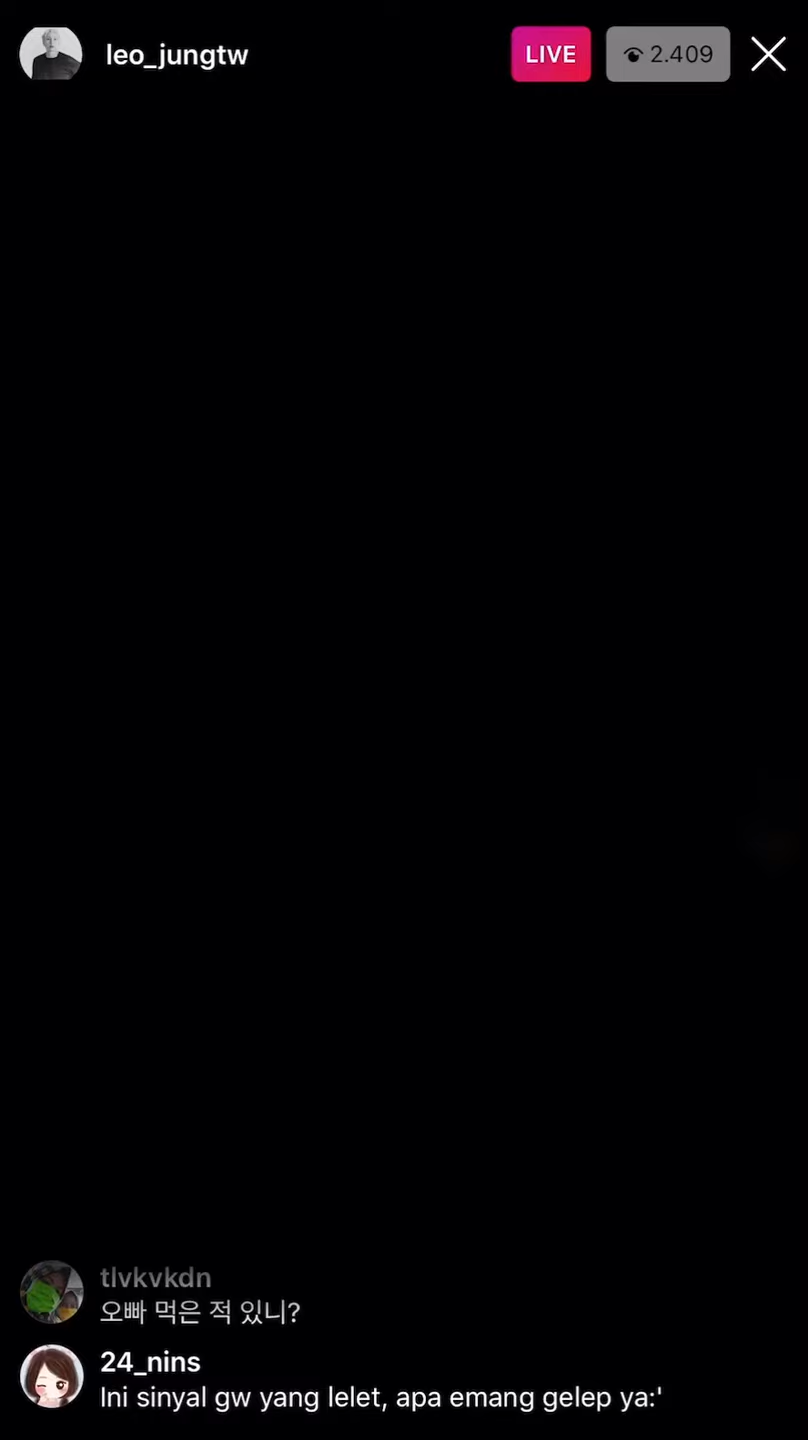 leo_jungtw
LIVE
2.409
tlvkvkdn
오빠 먹은 적 있니?
24_nins
Ini sinyal gw yang lelet, apa emang gelep ya:'